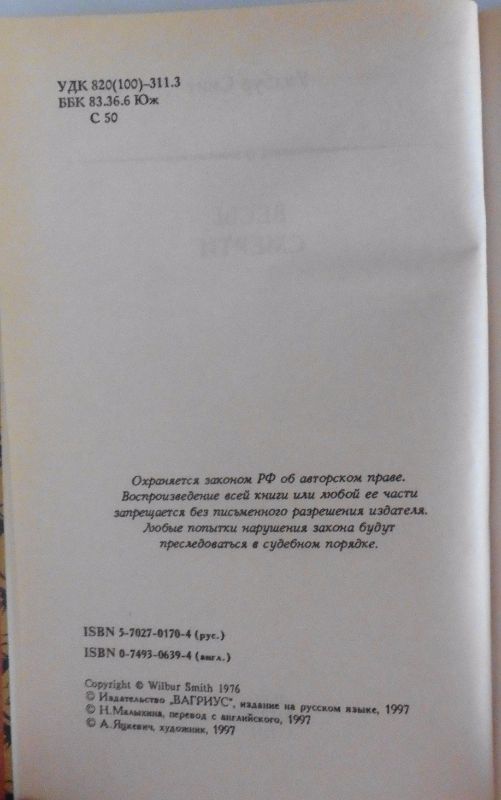 УДК 820(100)-311.3
ББК 83.36.6 Юж
С 50
Охраняется законом РФ об авторском праве.
Воспроизведение всей книги или любой ее части
запрещается без письменного разрешения издателя.
Любые попытки нарушения закона будут
преследоваться в судебном порядке.
ISBN 5-7027-0170-4 (рус.)
ISBN 0-7493-0639-4 (англ.)
Copyright © Wilbur Smith 1976
© Издательство „ВАГРИУС", издание на русском языке, 1997
© Н.Малыхина, перевод с английского, 1997
© А.Яцкевич, художник, 1997